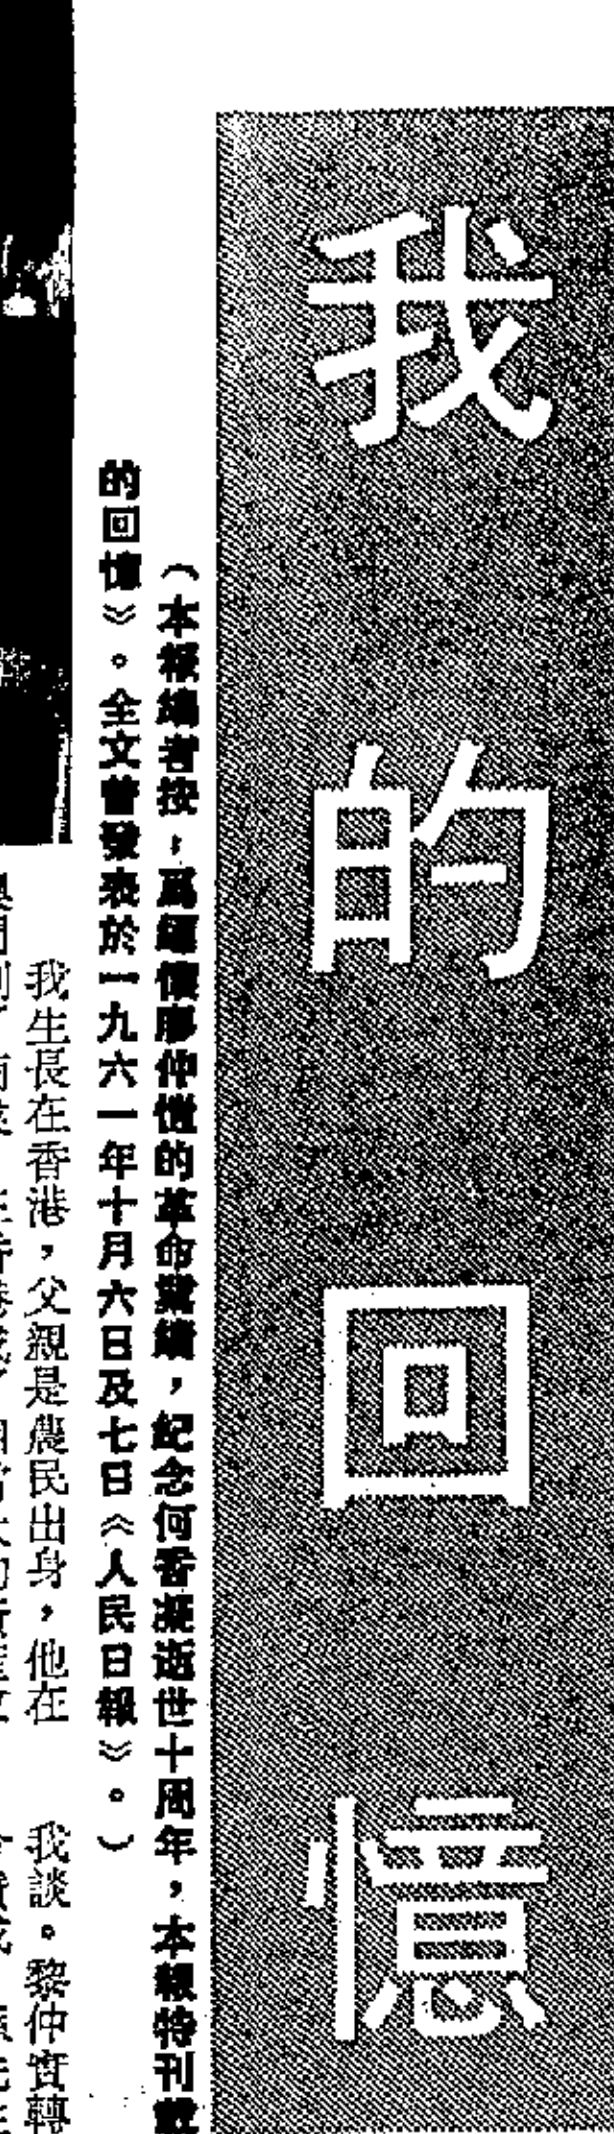 我的回憶
（本報編者按：爲緬懷廖仲愷的革命業績，紀念何香凝逝世十周年，本報特刊載
的回憶》。全文曾發表於一九六一年十月六日及七日《人民日報》。）
我生長在香港，父親是農民出身，他在
我談。黎仲實轉